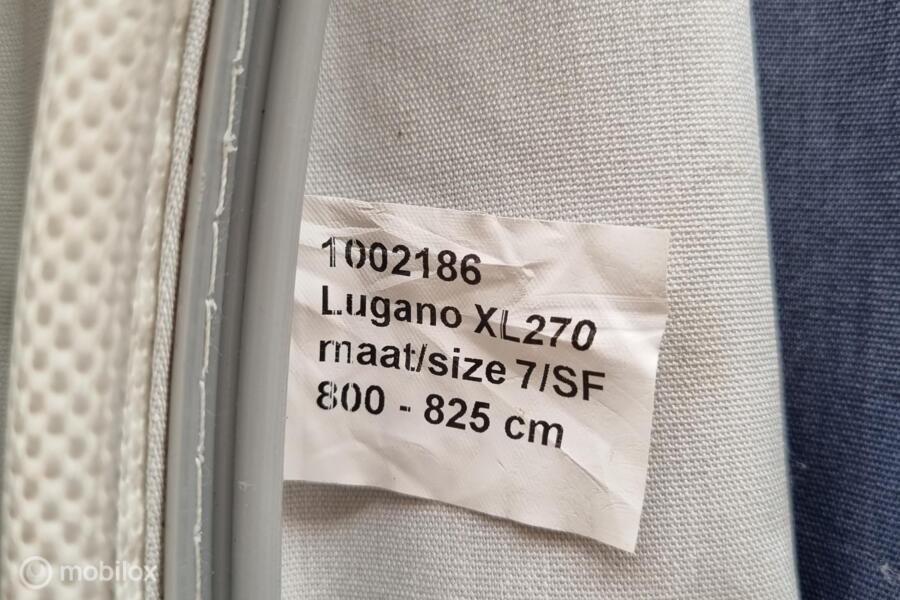 1002186
Lugano XL270
maat/size 7/SF
800 - 825 cm
mobilox